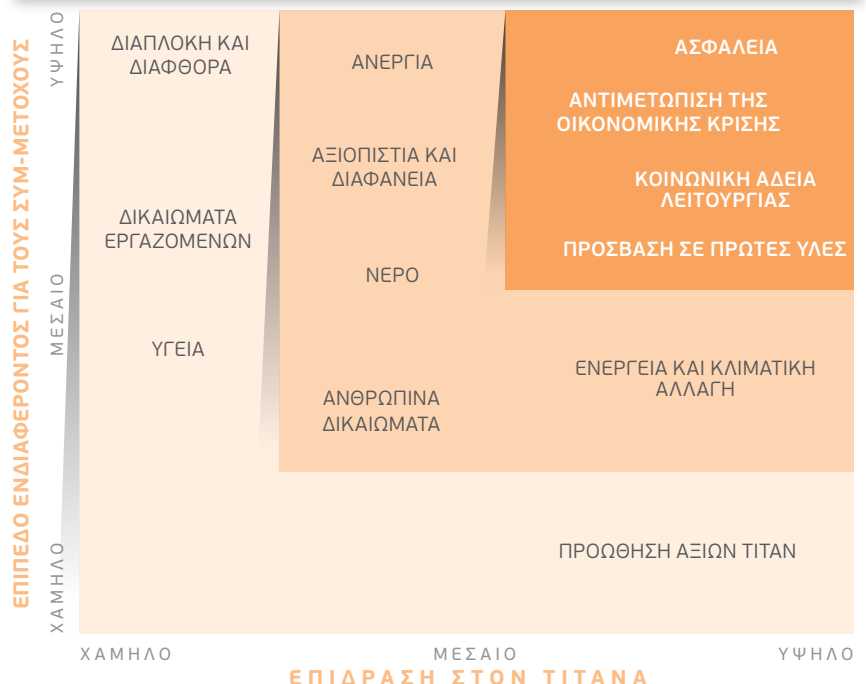 ΕΠΙΠΕΔΟ ΕΝΔΙΑΦΕΡΟΝΤΟΣ ΓΙΑ ΤΟΥΣ ΣΥΜ-ΜΕΤΟΧΟΥΣ
ΥΨΗΛΟ
ΜΕΣΑΙΟ
ΧΑΜΗΛΟ
ΔΙΑΠΛΟΚΗ ΚΑΙ
ΔΙΑΦΘΟΡΑ
ΔΙΚΑΙΩΜΑΤΑ
ΕΡΓΑΖΟΜΕΝΩΝ
ΥΓΕΙΑ
ΑΝΕΡΓΙΑ
ΑΞΙΟΠΙΣΤΙΑ ΚΑΙ
ΔΙΑΦΑΝΕΙΑ
ΝΕΡΟ
ΑΝΘΡΩΠΙΝΑ
ΔΙΚΑΙΩΜΑΤΑ
ΑΣΦΑΛΕΙΑ
ΑΝΤΙΜΕΤΩΠΙΣΗ ΤΗΣ
ΟΙΚΟΝΟΜΙΚΗΣ ΚΡΙΣΗΣ
ΚΟΙΝΩΝΙΚΗ ΑΔΕΙΑ
ΛΕΙΤΟΥΡΓΙΑΣ
ΠΡΟΣΒΑΣΗ ΣΕ ΠΡΩΤΕΣ ΥΛΕΣ
ΕΝΕΡΓΕΙΑ ΚΑΙ ΚΛΙΜΑΤΙΚΗ
ΑΛΛΑΓΗ
ΠΡΟΩΘΗΣΗ ΑΞΙΩΝ ΤΙΤΑΝ
ΧΑΜΗΛΟ ΜΕΣΑΙΟ ΥΨΗΛΟ
ΕΠΙΔΡΑΣΗ ΣΤΟΝ ΤΙΤΑΝΑ